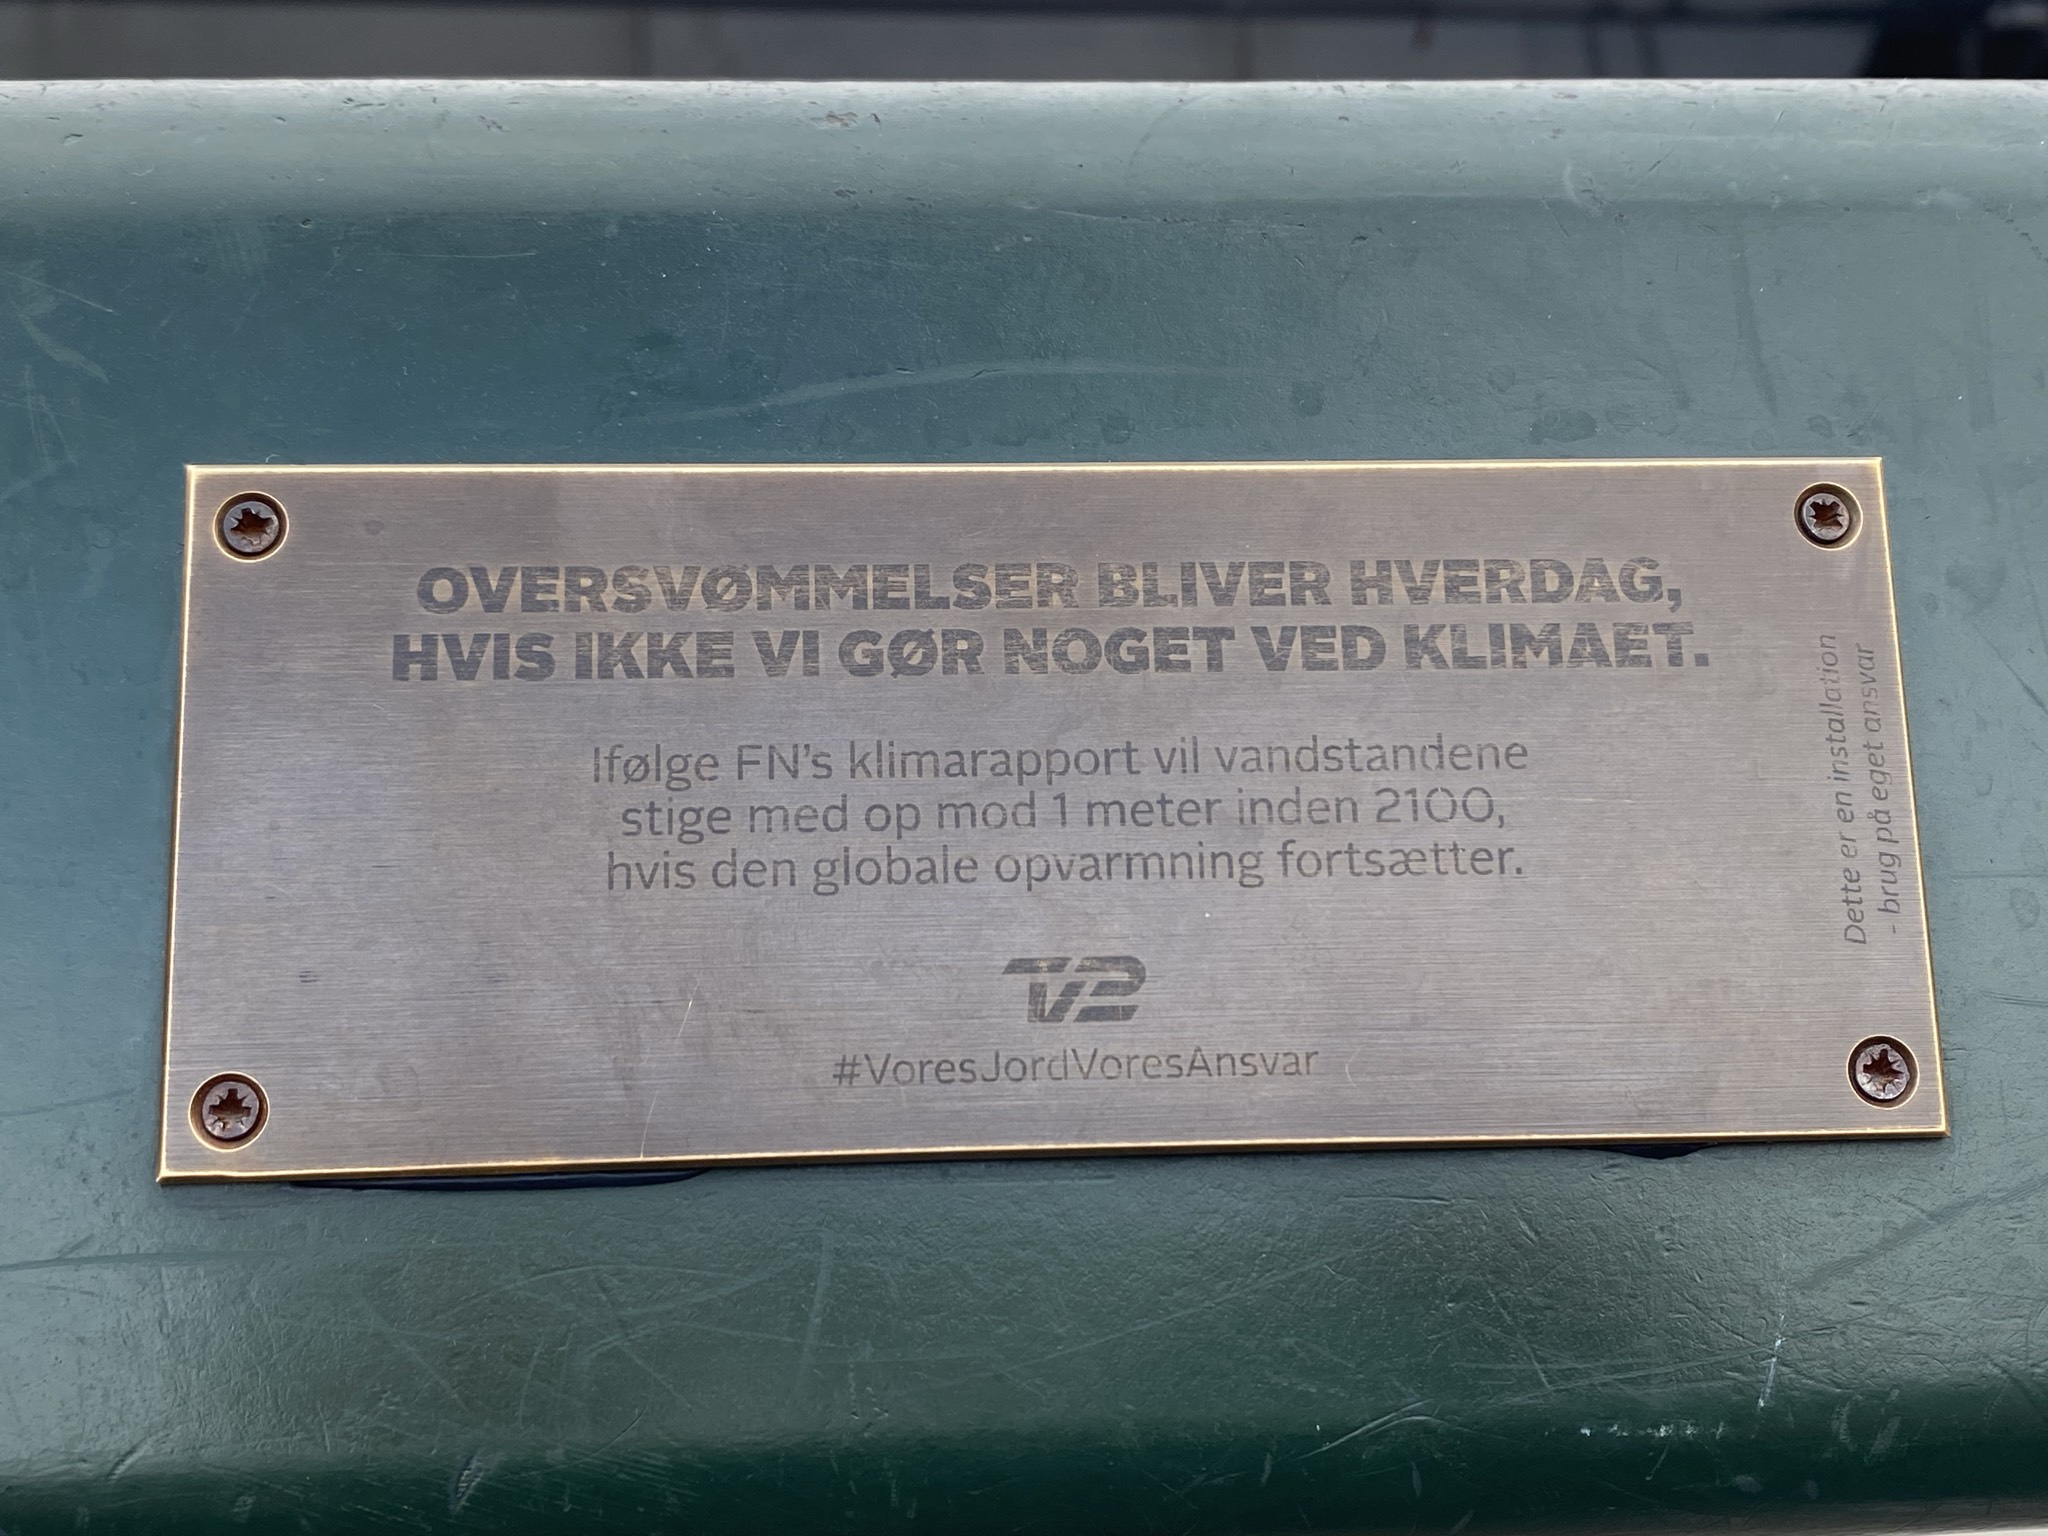 OVERSVØMMELSER BLIVER HVERDAG,
HVIS IKKE VI GØR NOGET VED KLIMAET.
Ifølge FN's klimarapport vil vandstandene
stige med op mod 1 meter inden 2100,
hvis den globale opvarmning fortsætter.
TV2
#VoresJordVoresAnsvar
Dette er en installation
- brug på eget ansvar